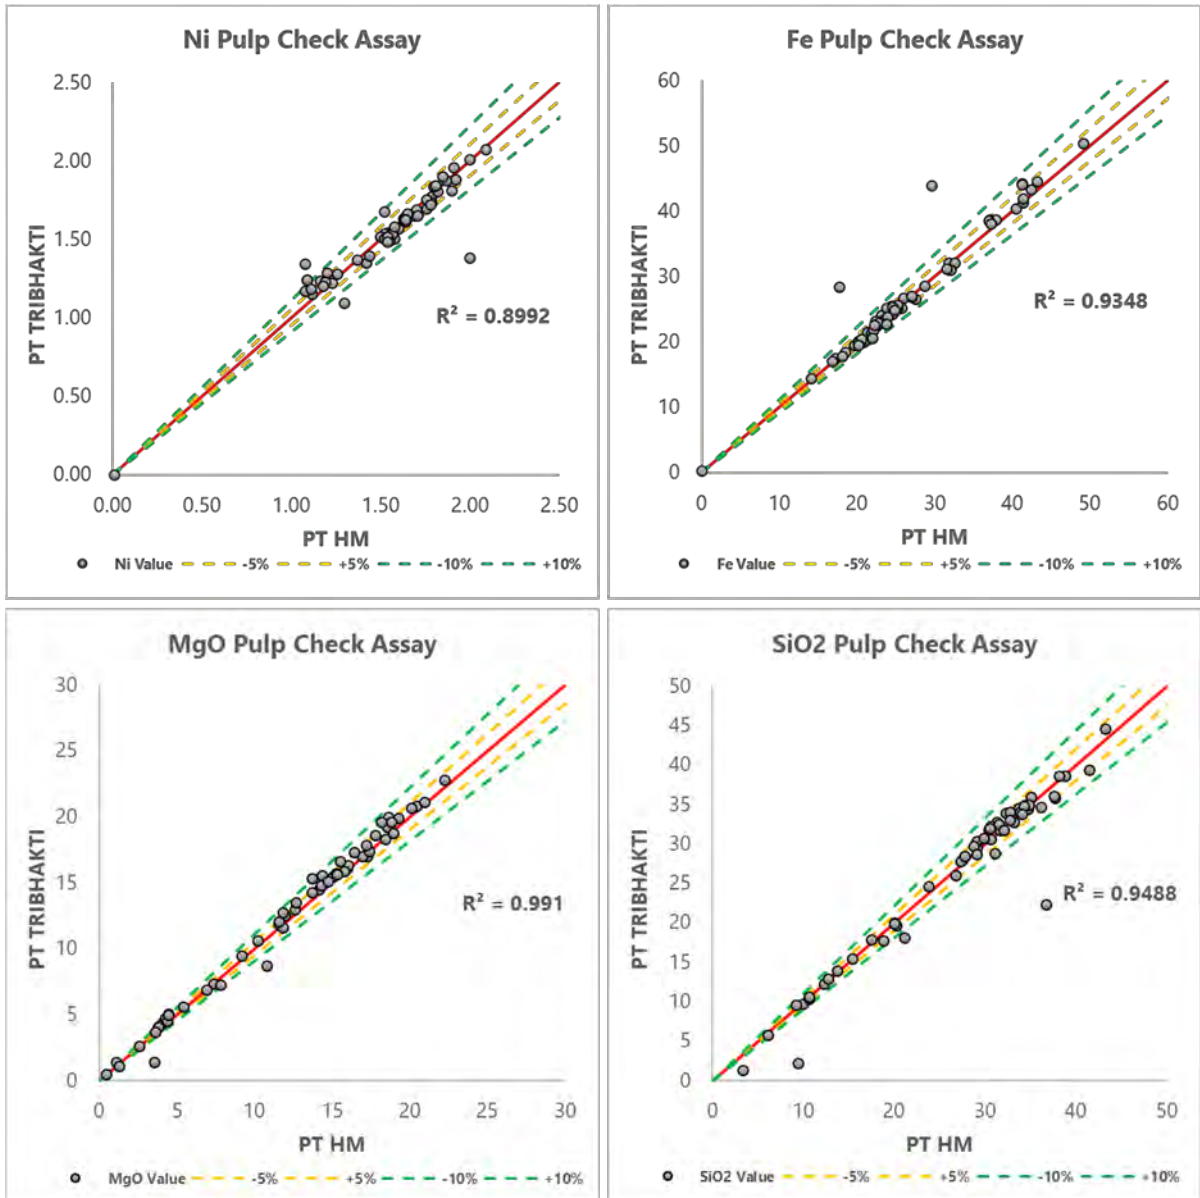 Ni Pulp Check Assay
2.50
2.00
1.50
1.00
0.50
0.00
PT TRIBHAKTI
R² = 0.8992
0.00 0.50 1.00 1.50 2.00 2.50
PT HM
Ni Value -5% +5% -10% +10%
Fe Pulp Check Assay
60
50
40
30
20
10
0
PT TRIBHAKTI
R² = 0.9348
0 10 20 30 40 50 60
PT HM
Fe Value -5% +5% -10% +10%
MgO Pulp Check Assay
30
25
20
15
10
5
0
PT TRIBHAKTI
R² = 0.991
0 5 10 15 20 25 30
PT HM
MgO Value -5% +5% -10% +10%
SiO2 Pulp Check Assay
50
45
40
35
30
25
20
15
10
5
0
PT TRIBHAKTI
R² = 0.9488
0 10 20 30 40 50
PT HM
SiO2 Value -5% +5% -10% +10%